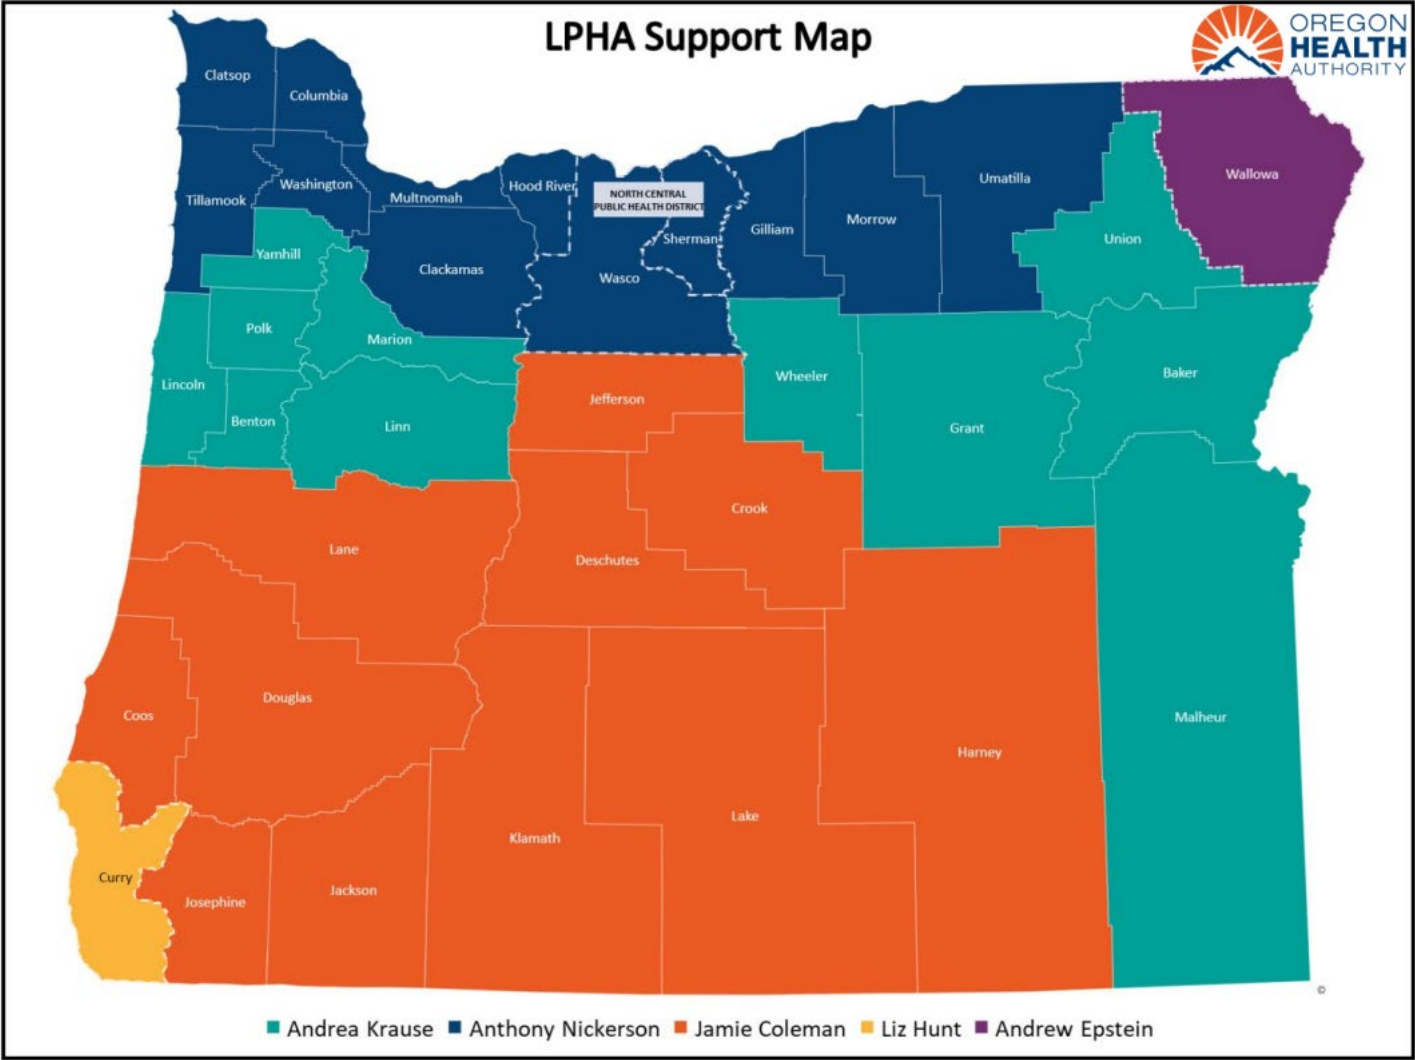 LPHA Support Map
OREGON
HEALTH
AUTHORITY
Clatsop
Columbia
Tillamook
Washington
Multnomah
Hood River
NORTH CENTRAL
PUBLIC HEALTH DISTRICT
Sherman
Gilliam
Morrow
Umatilla
Wallowa
Union
Yamhill
Clackamas
Wasco
Polk
Marion
Lincoln
Benton
Linn
Jefferson
Wheeler
Grant
Baker
Crook
Lane
Deschutes
Coos
Douglas
Malheur
Harney
Lake
Klamath
Curry
Josephine
Jackson
©
Andrea Krause Anthony Nickerson Jamie Coleman Liz Hunt Andrew Epstein